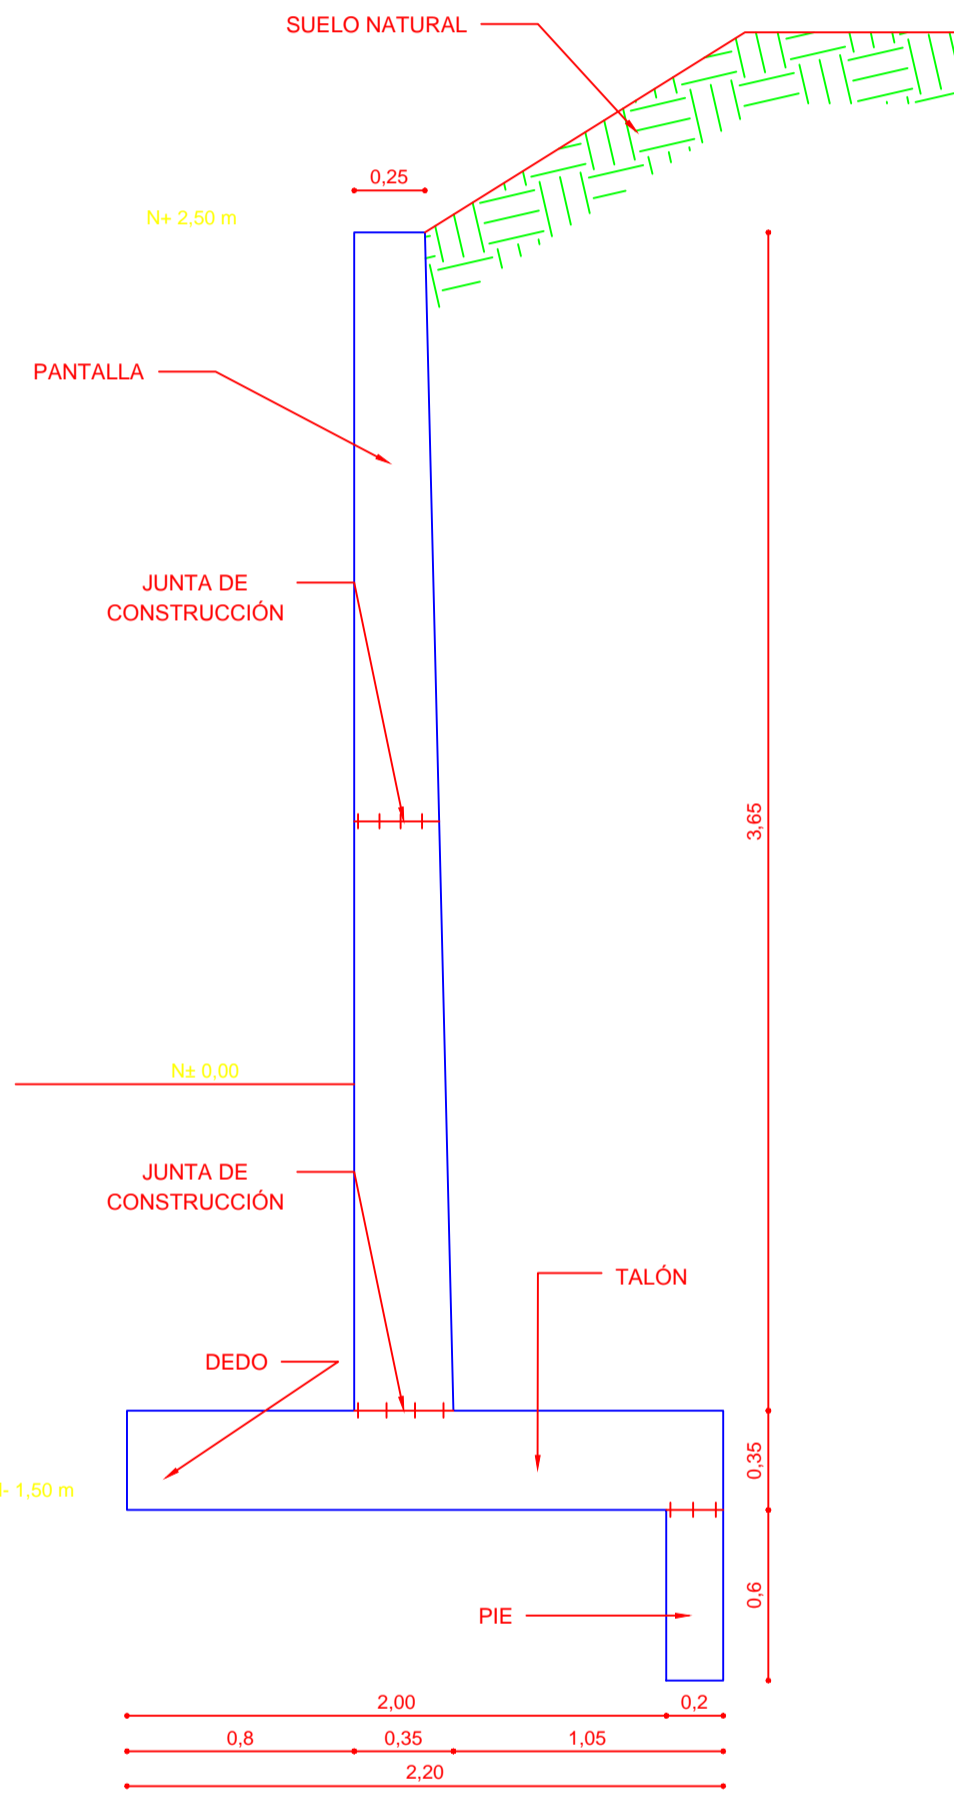 SUELO NATURAL
0,25
N+ 2,50 m
PANTALLA
JUNTA DE
CONSTRUCCIÓN
3,65
N± 0,00
JUNTA DE
CONSTRUCCIÓN
TALÓN
DEDO
0,35
- 1,50 m
0,6
PIE
2,00
0,2
0,8
0,35
1,05
2,20